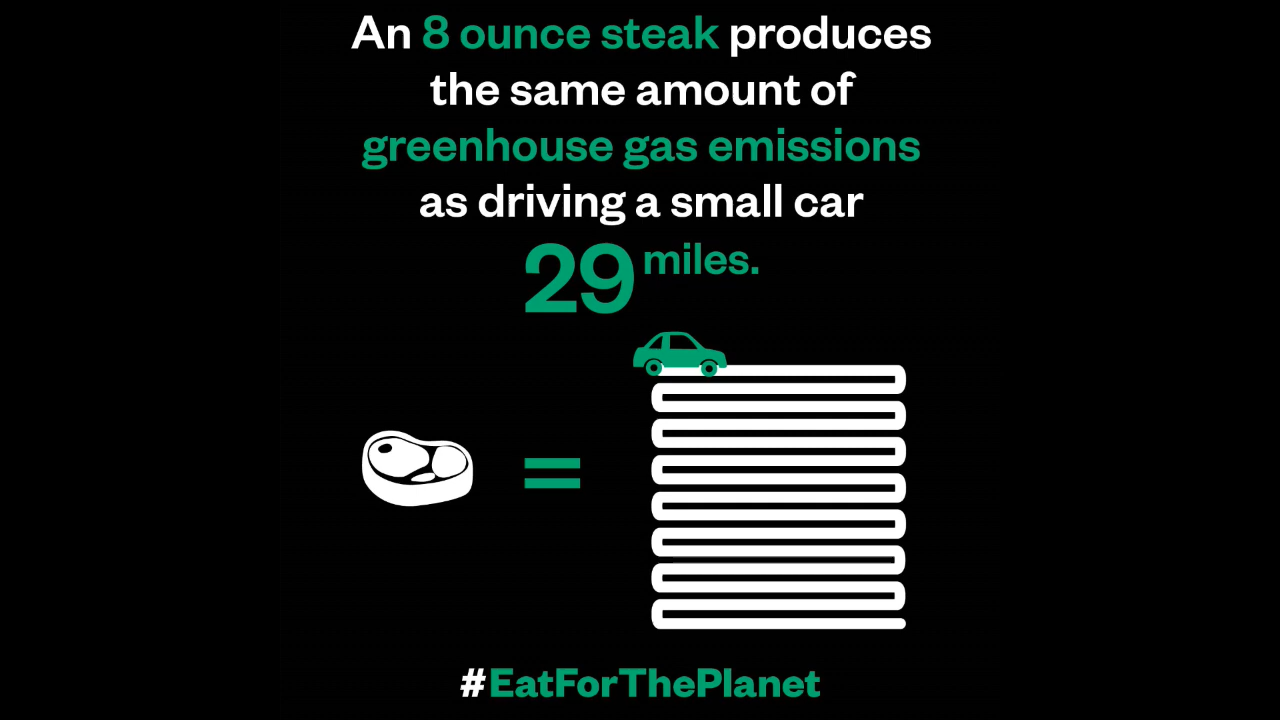 An 8 ounce steak produces
the same amount of
greenhouse gas emissions
as driving a small car
29 miles.
=
#EatForThePlanet